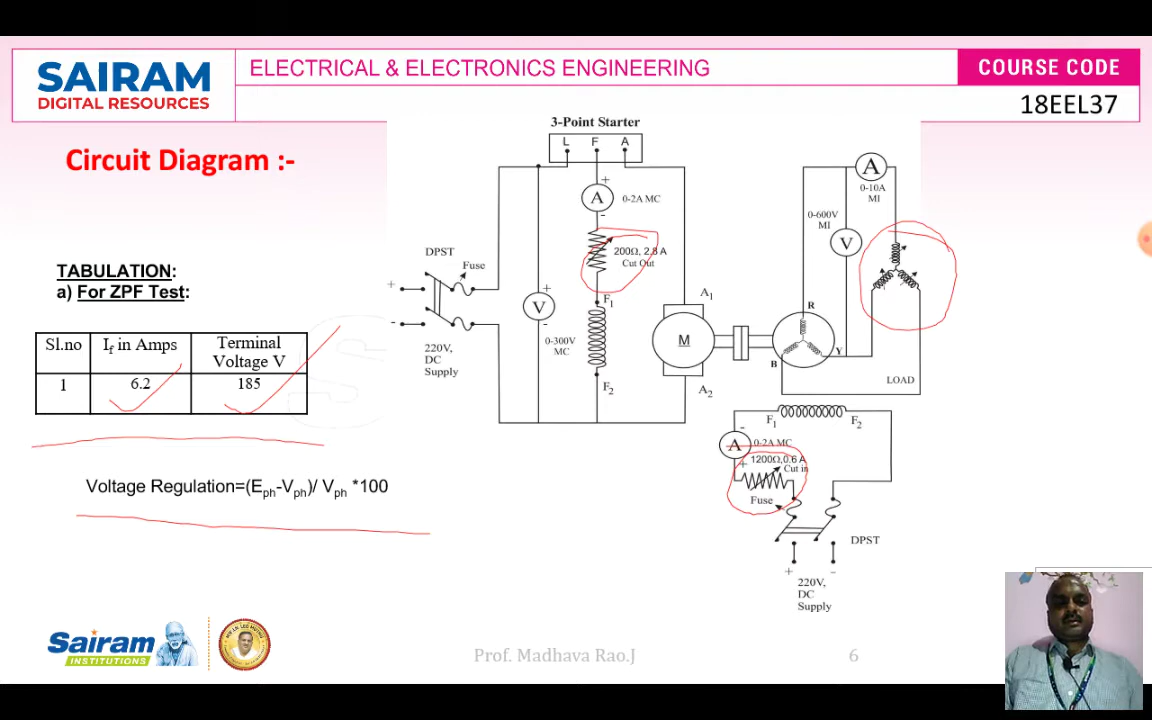 SAIRAM
DIGITAL RESOURCES
ELECTRICAL & ELECTRONICS ENGINEERING
COURSE CODE
18EEL37
Circuit Diagram :-
TABULATION:
a) For ZPF Test:
Sl.no If in Amps Terminal Voltage V
1 6.2 185
Voltage Regulation=(Eph-Vph)/ Vph *100
3-Point Starter
L F A
+
A
0-2A MC
-
200Ω, 2.8 A
Cut Out
DPST
Fuse
+
-
220V,
DC
Supply
+
V
-
0-300V
MC
F1
F2
A1
M
A2
A
0-10A
MI
0-600V
MI
V
R
Y
B
LOAD
F1
F2
-
A
0-2A MC
+
1200Ω,0.6 A
Cut in
Fuse
DPST
+ -
220V,
DC
Supply
Sairam
INSTITUTIONS
Prof. Madhava Rao.J
6